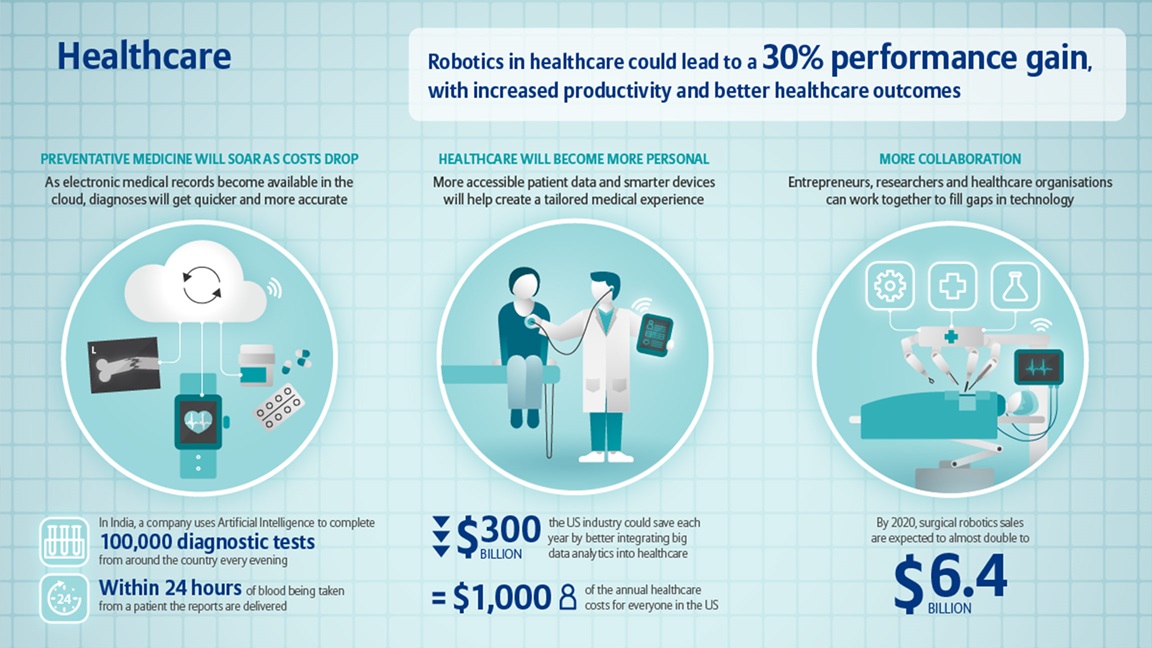 Healthcare
Robotics in healthcare could lead to a 30% performance gain,
with increased productivity and better healthcare outcomes
PREVENTATIVE MEDICINE WILL SOAR AS COSTS DROP
As electronic medical records become available in the
cloud, diagnoses will get quicker and more accurate
L
In India, a company uses Artificial Intelligence to complete
100,000 diagnostic tests
from around the country every evening
24
Within 24 hours of blood being taken
from a patient the reports are delivered
HEALTHCARE WILL BECOME MORE PERSONAL
More accessible patient data and smarter devices
will help create a tailored medical experience
$300
BILLION
the US industry could save each
year by better integrating big
data analytics into healthcare
= $1,000
of the annual healthcare
costs for everyone in the US
MORE COLLABORATION
Entrepreneurs, researchers and healthcare organisations
can work together to fill gaps in technology
By 2020, surgical robotics sales
are expected to almost double to
$6.4
BILLION